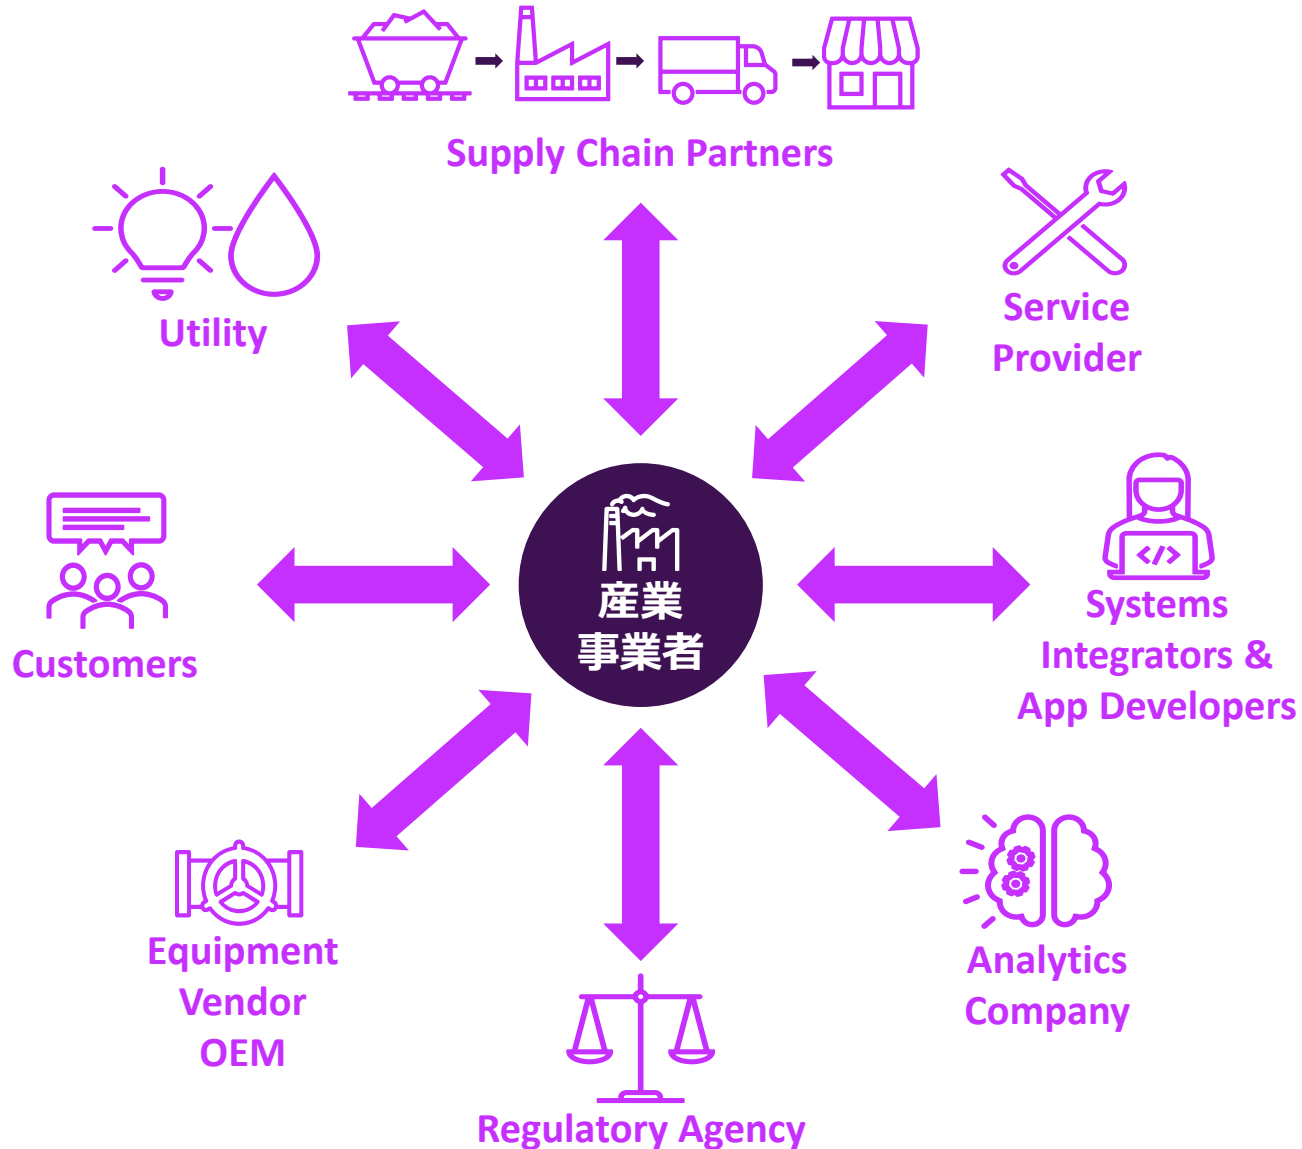 Supply Chain Partners
Utility
Service
Provider
産業
事業者
Customers
Systems
Integrators &
App Developers
Equipment
Vendor
OEM
Analytics
Company
Regulatory Agency